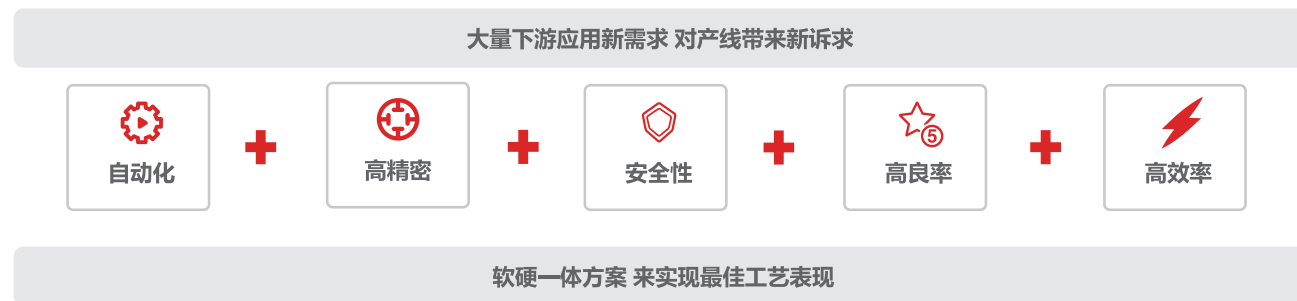 大量下游应用新需求 对产线带来新诉求
自动化
高精密
安全性
5
高良率
高效率
软硬一体方案 来实现最佳工艺表现